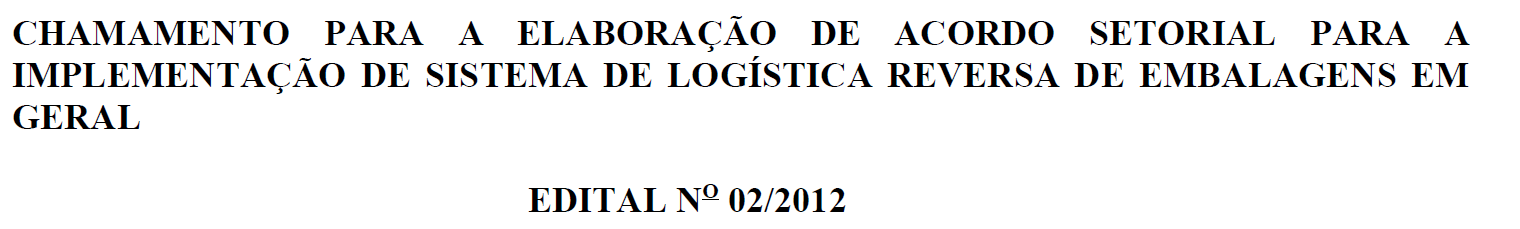 CHAMAMENTO PARA A ELABORAÇÃO DE ACORDO SETORIAL PARA A
IMPLEMENTAÇÃO DE SISTEMA DE LOGÍSTICA REVERSA DE EMBALAGENS EM
GERAL
EDITAL Nº 02/2012